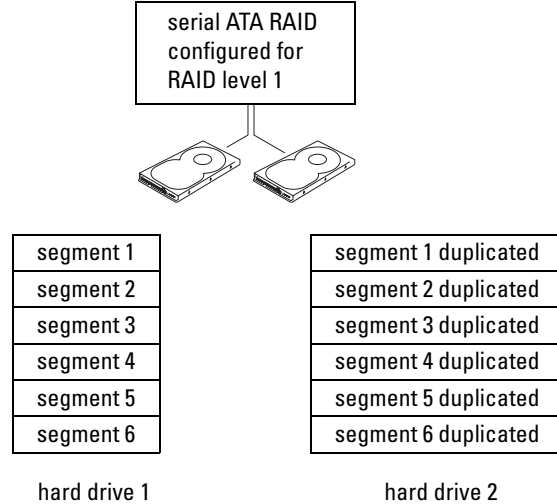 serial ATA RAID
configured for
RAID level 1
segment 1
segment 2
segment 3
segment 4
segment 5
segment 6
hard drive 1
segment 1 duplicated
segment 2 duplicated
segment 3 duplicated
segment 4 duplicated
segment 5 duplicated
segment 6 duplicated
hard drive 2